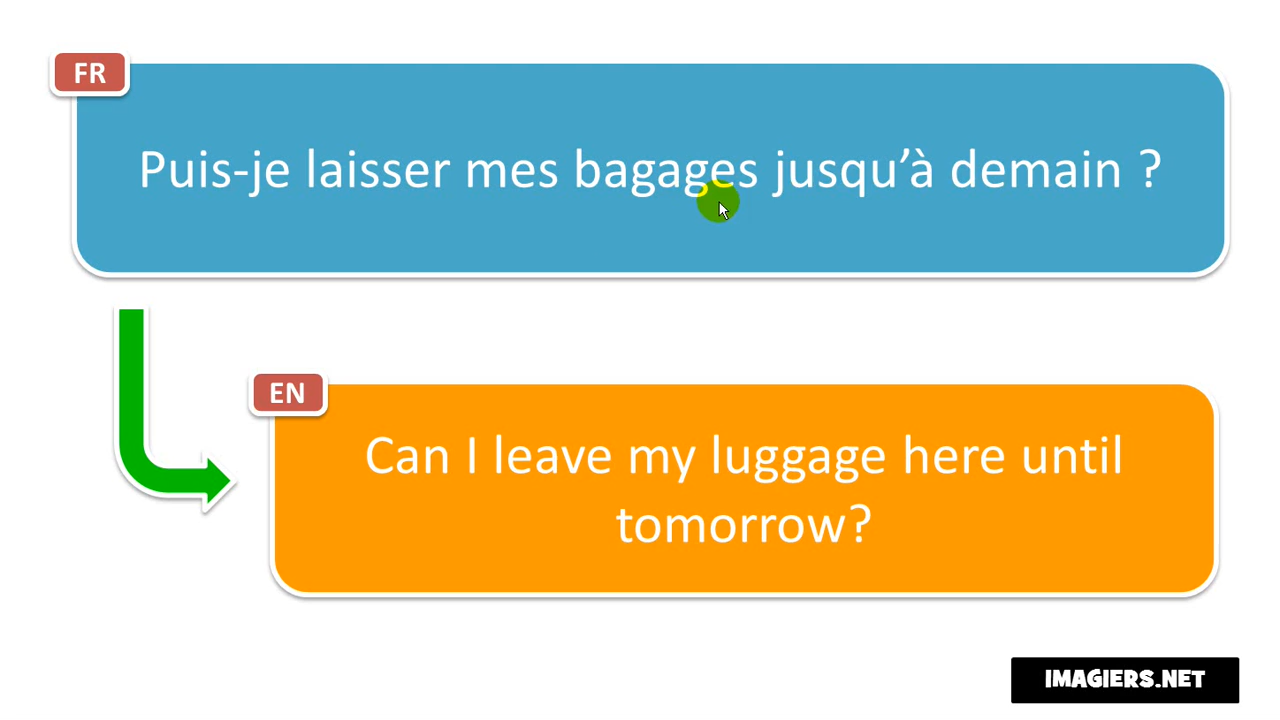 FR
Puis-je laisser mes bagages jusqu’à demain ?
EN
Can I leave my luggage here until
tomorrow?
IMAGIERS.NET